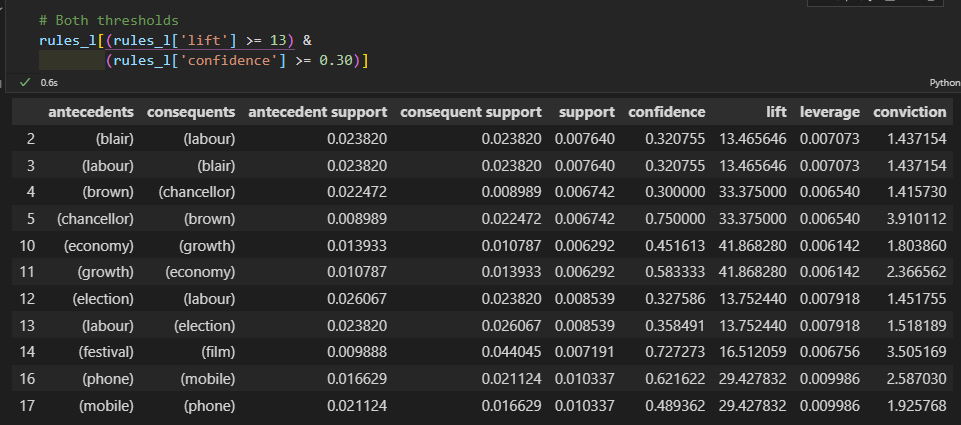 # Both thresholds
rules_l[(rules_l['lift'] >= 13) &
(rules_l['confidence'] >= 0.30)]
0.6s Python
antecedents consequents antecedent support consequent support support confidence lift leverage conviction
2 (blair) (labour) 0.023820 0.023820 0.007640 0.320755 13.465646 0.007073 1.437154
3 (labour) (blair) 0.023820 0.023820 0.007640 0.320755 13.465646 0.007073 1.437154
4 (brown) (chancellor) 0.022472 0.008989 0.006742 0.300000 33.375000 0.006540 1.415730
5 (chancellor) (brown) 0.008989 0.022472 0.006742 0.750000 33.375000 0.006540 3.910112
10 (economy) (growth) 0.013933 0.010787 0.006292 0.451613 41.868280 0.006142 1.803860
11 (growth) (economy) 0.010787 0.013933 0.006292 0.583333 41.868280 0.006142 2.366562
12 (election) (labour) 0.026067 0.023820 0.008539 0.327586 13.752440 0.007918 1.451755
13 (labour) (election) 0.023820 0.026067 0.008539 0.358491 13.752440 0.007918 1.518189
14 (festival) (film) 0.009888 0.044045 0.007191 0.727273 16.512059 0.006756 3.505169
16 (phone) (mobile) 0.016629 0.021124 0.010337 0.621622 29.427832 0.009986 2.587030
17 (mobile) (phone) 0.021124 0.016629 0.010337 0.489362 29.427832 0.009986 1.925768